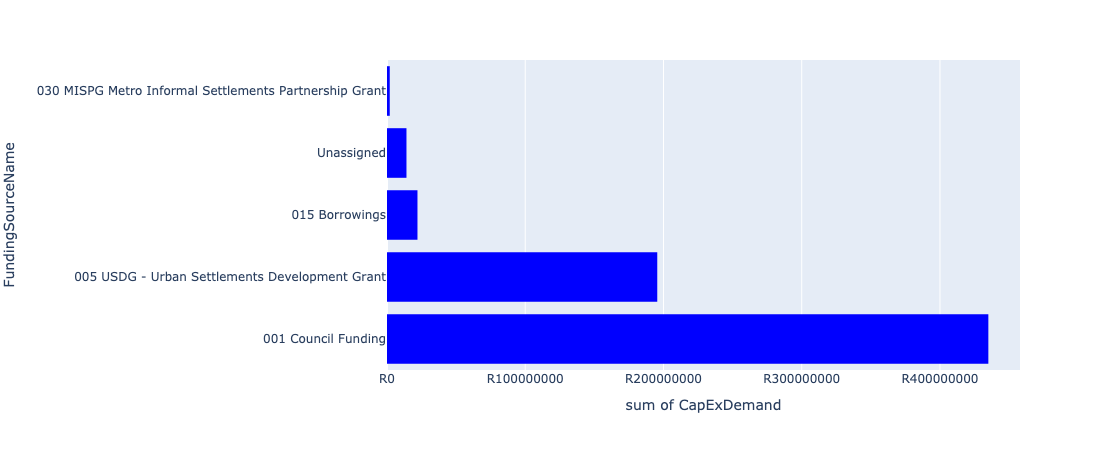 030 MISPG Metro Informal Settlements Partnership Grant
Unassigned
015 Borrowings
005 USDG - Urban Settlements Development Grant
001 Council Funding
FundingSourceName
R0 R100000000 R200000000 R300000000 R400000000
sum of CapExDemand